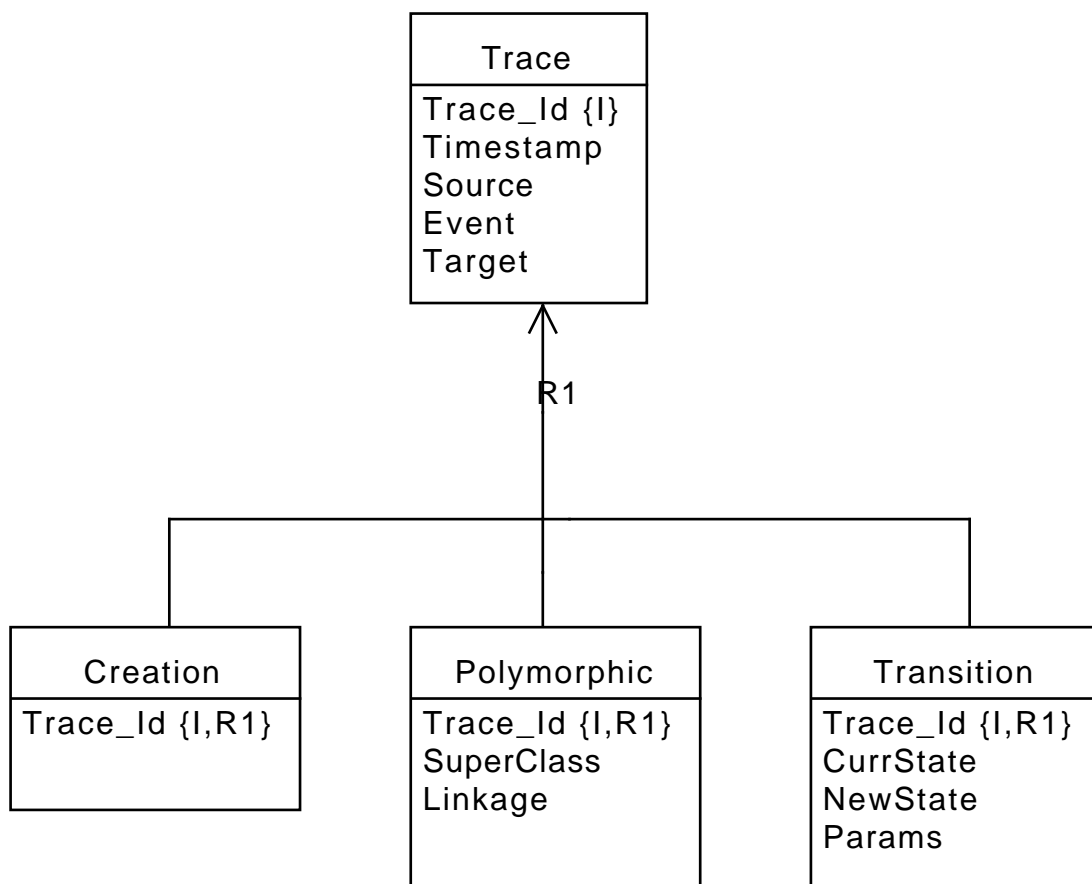 Trace
Trace_Id {I}
Timestamp
Source
Event
Target
R1
Creation
Trace_Id {I,R1}
Polymorphic
Trace_Id {I,R1}
SuperClass
Linkage
Transition
Trace_Id {I,R1}
CurrState
NewState
Params